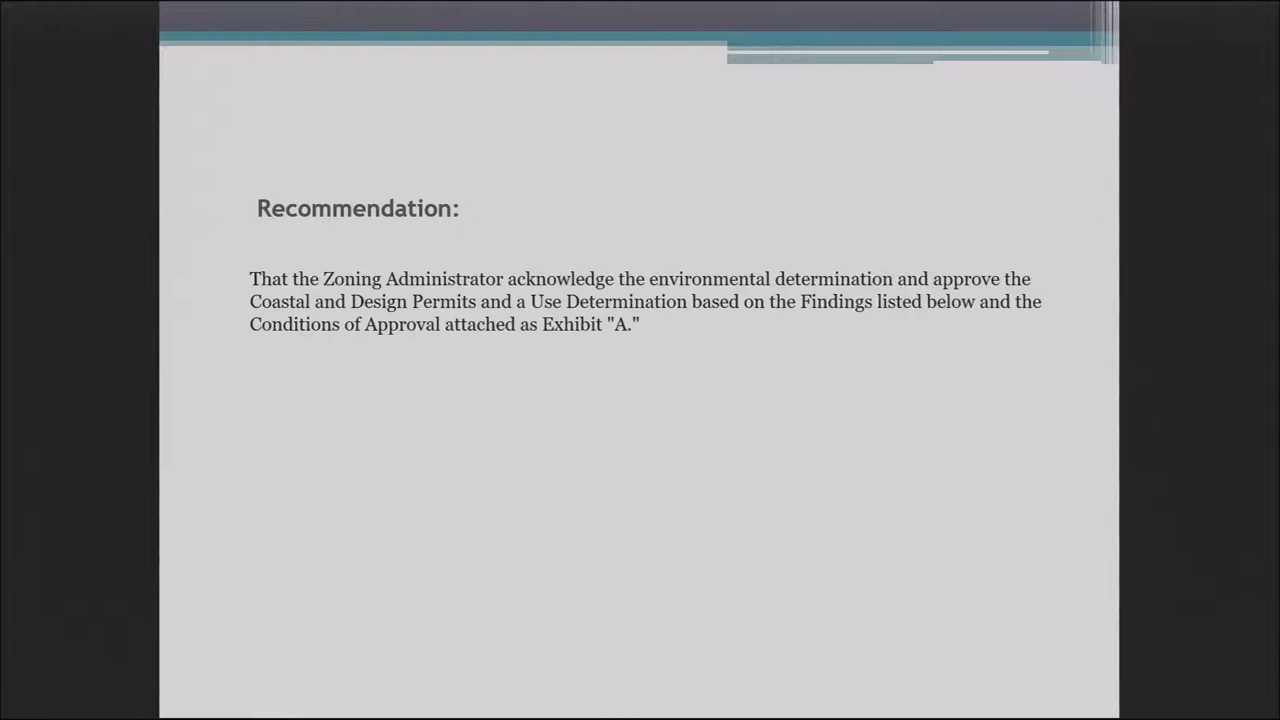 Recommendation:
That the Zoning Administrator acknowledge the environmental determination and approve the
Coastal and Design Permits and a Use Determination based on the Findings listed below and the
Conditions of Approval attached as Exhibit "A."